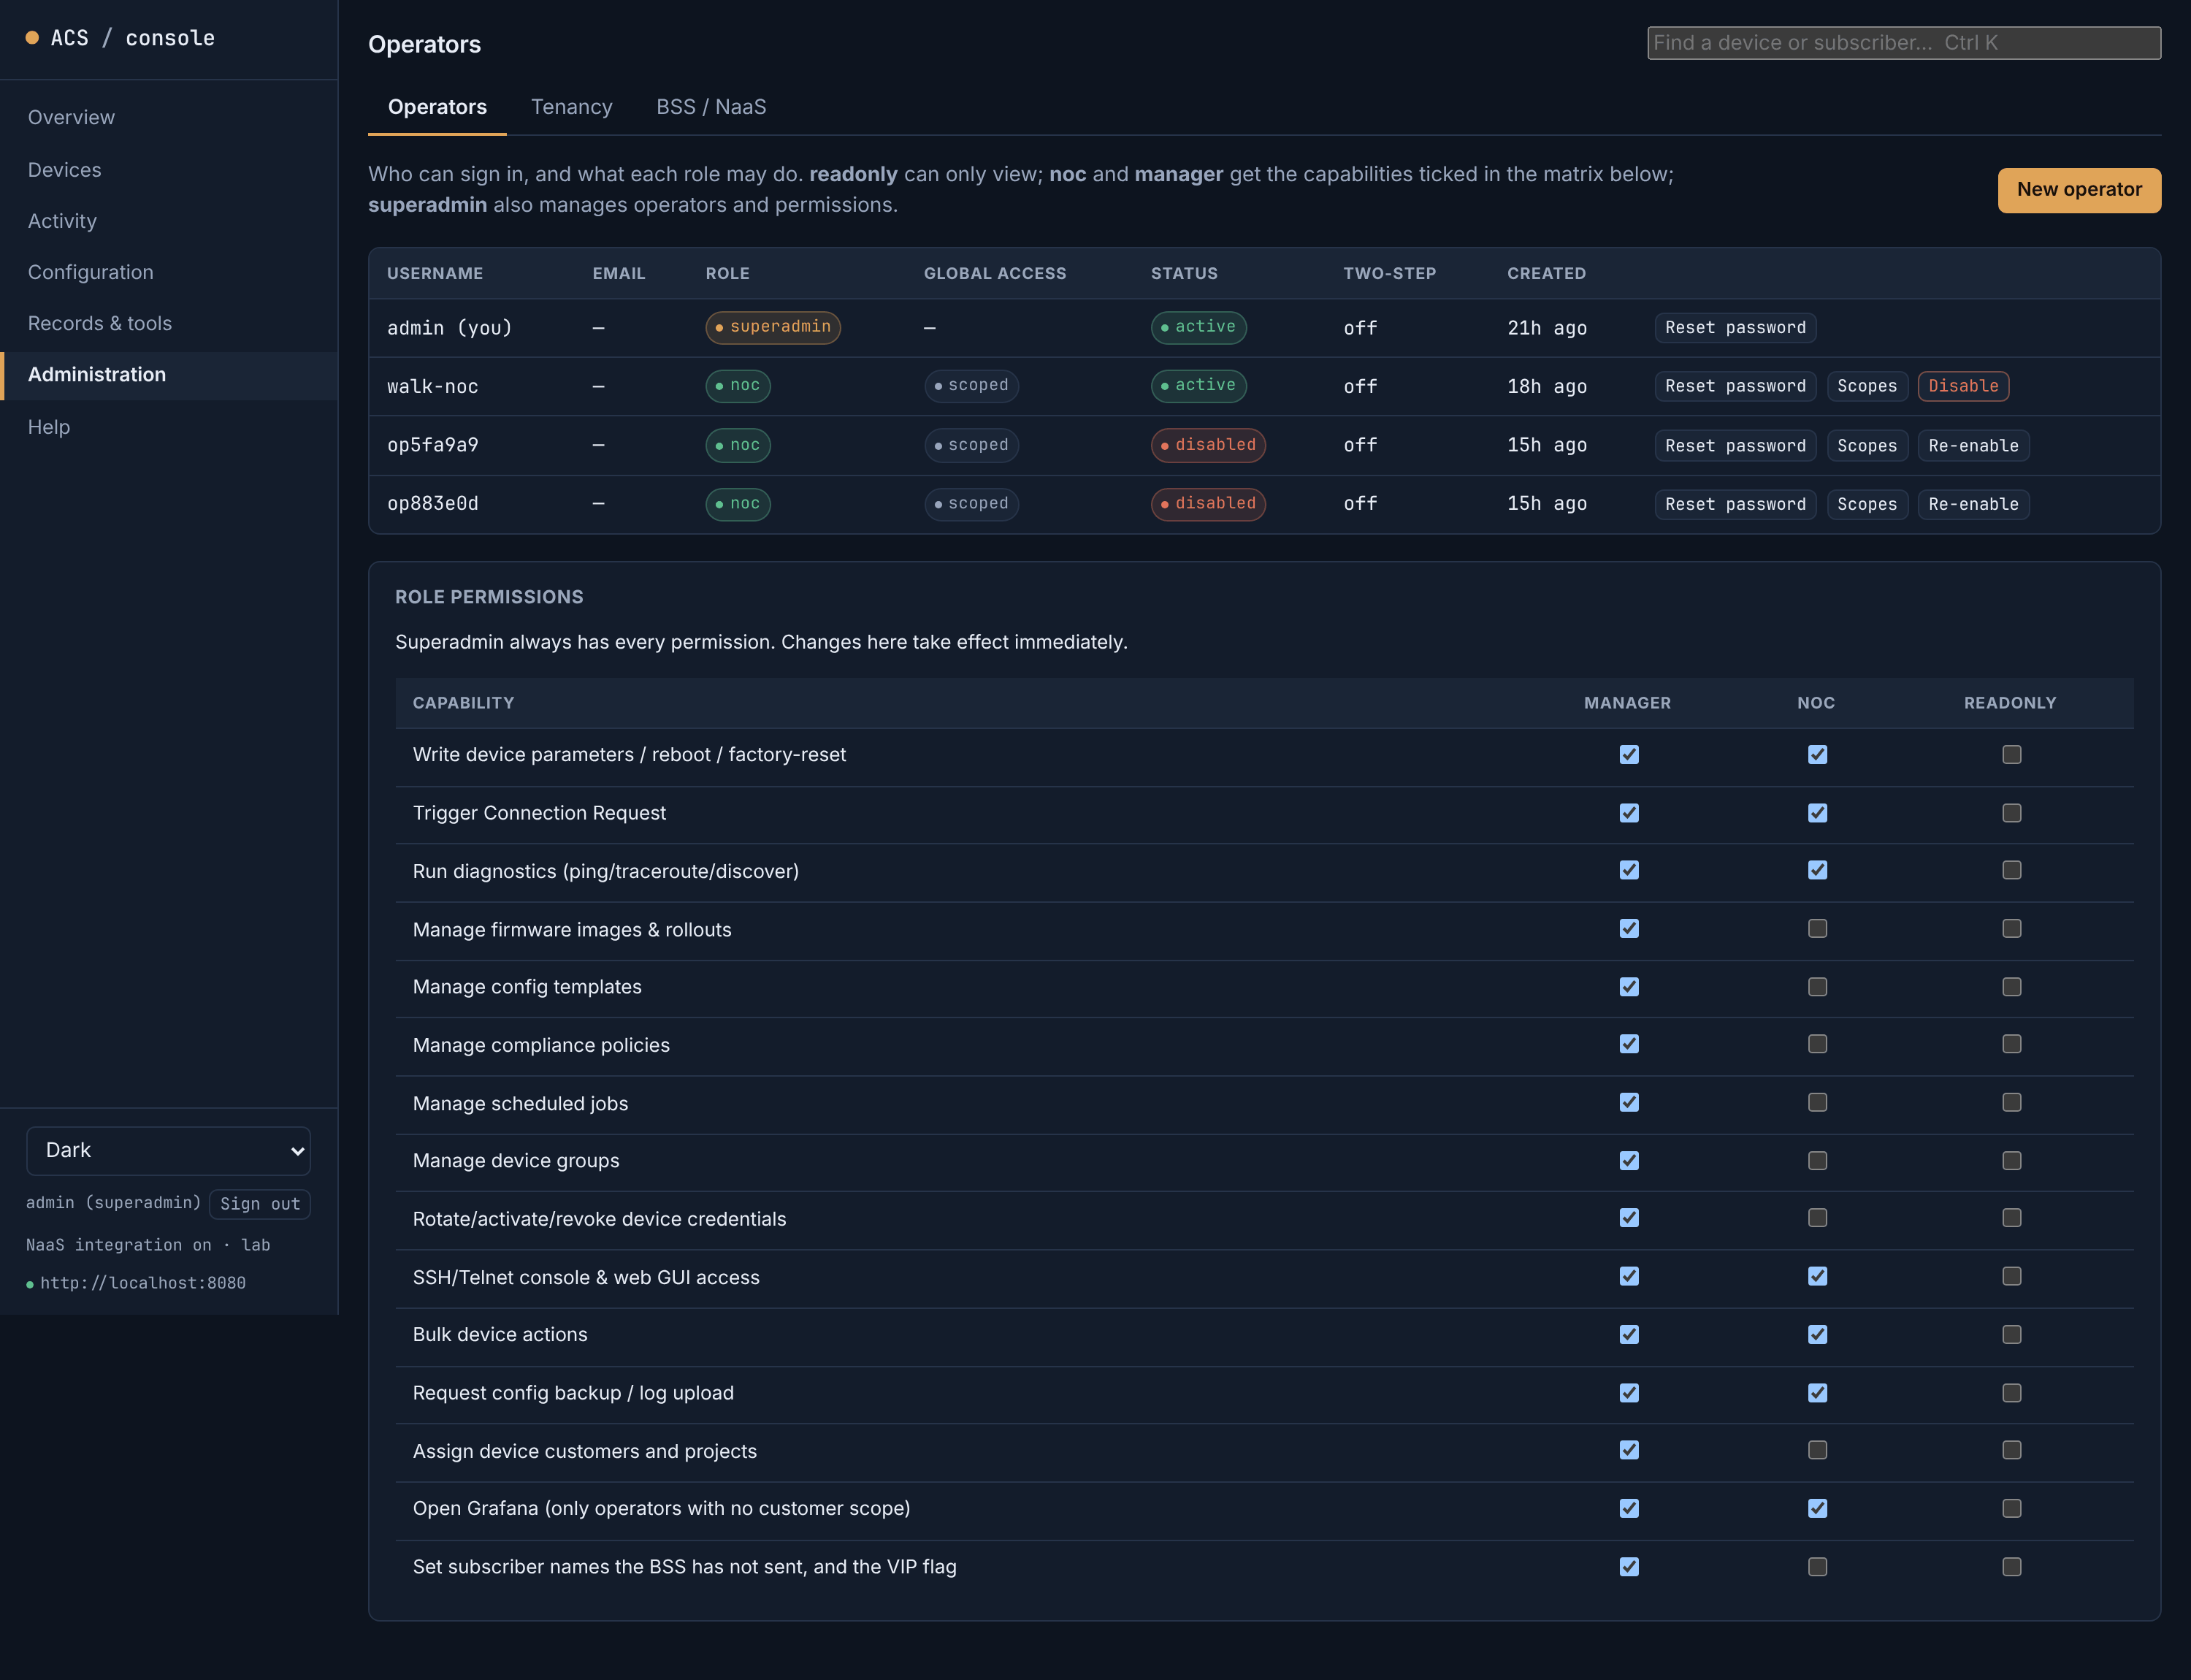 ACS / console
Overview
Devices
Activity
Configuration
Records & tools
Administration
Help
Dark
admin (superadmin) Sign out
NaaS integration on · lab
http://localhost:8080
Operators
Find a device or subscriber... Ctrl K
Operators Tenancy BSS / NaaS
Who can sign in, and what each role may do. readonly can only view; noc and manager get the capabilities ticked in the matrix below;
superadmin also manages operators and permissions.
New operator
USERNAME EMAIL ROLE GLOBAL ACCESS STATUS TWO-STEP CREATED
admin (you) — superadmin — active off 21h ago Reset password
walk-noc — noc scoped active off 18h ago Reset password Scopes Disable
op5fa9a9 — noc scoped disabled off 15h ago Reset password Scopes Re-enable
op883e0d — noc scoped disabled off 15h ago Reset password Scopes Re-enable
ROLE PERMISSIONS
Superadmin always has every permission. Changes here take effect immediately.
CAPABILITY MANAGER NOC READONLY
Write device parameters / reboot / factory-reset
Trigger Connection Request
Run diagnostics (ping/traceroute/discover)
Manage firmware images & rollouts
Manage config templates
Manage compliance policies
Manage scheduled jobs
Manage device groups
Rotate/activate/revoke device credentials
SSH/Telnet console & web GUI access
Bulk device actions
Request config backup / log upload
Assign device customers and projects
Open Grafana (only operators with no customer scope)
Set subscriber names the BSS has not sent, and the VIP flag